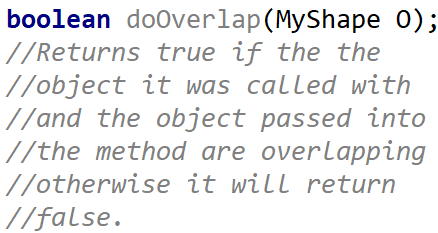 boolean doOverlap(MyShape O);
//Returns true if the the
//object it was called with
//and the object passed into
//the method are overlapping
//otherwise it will return
//false.